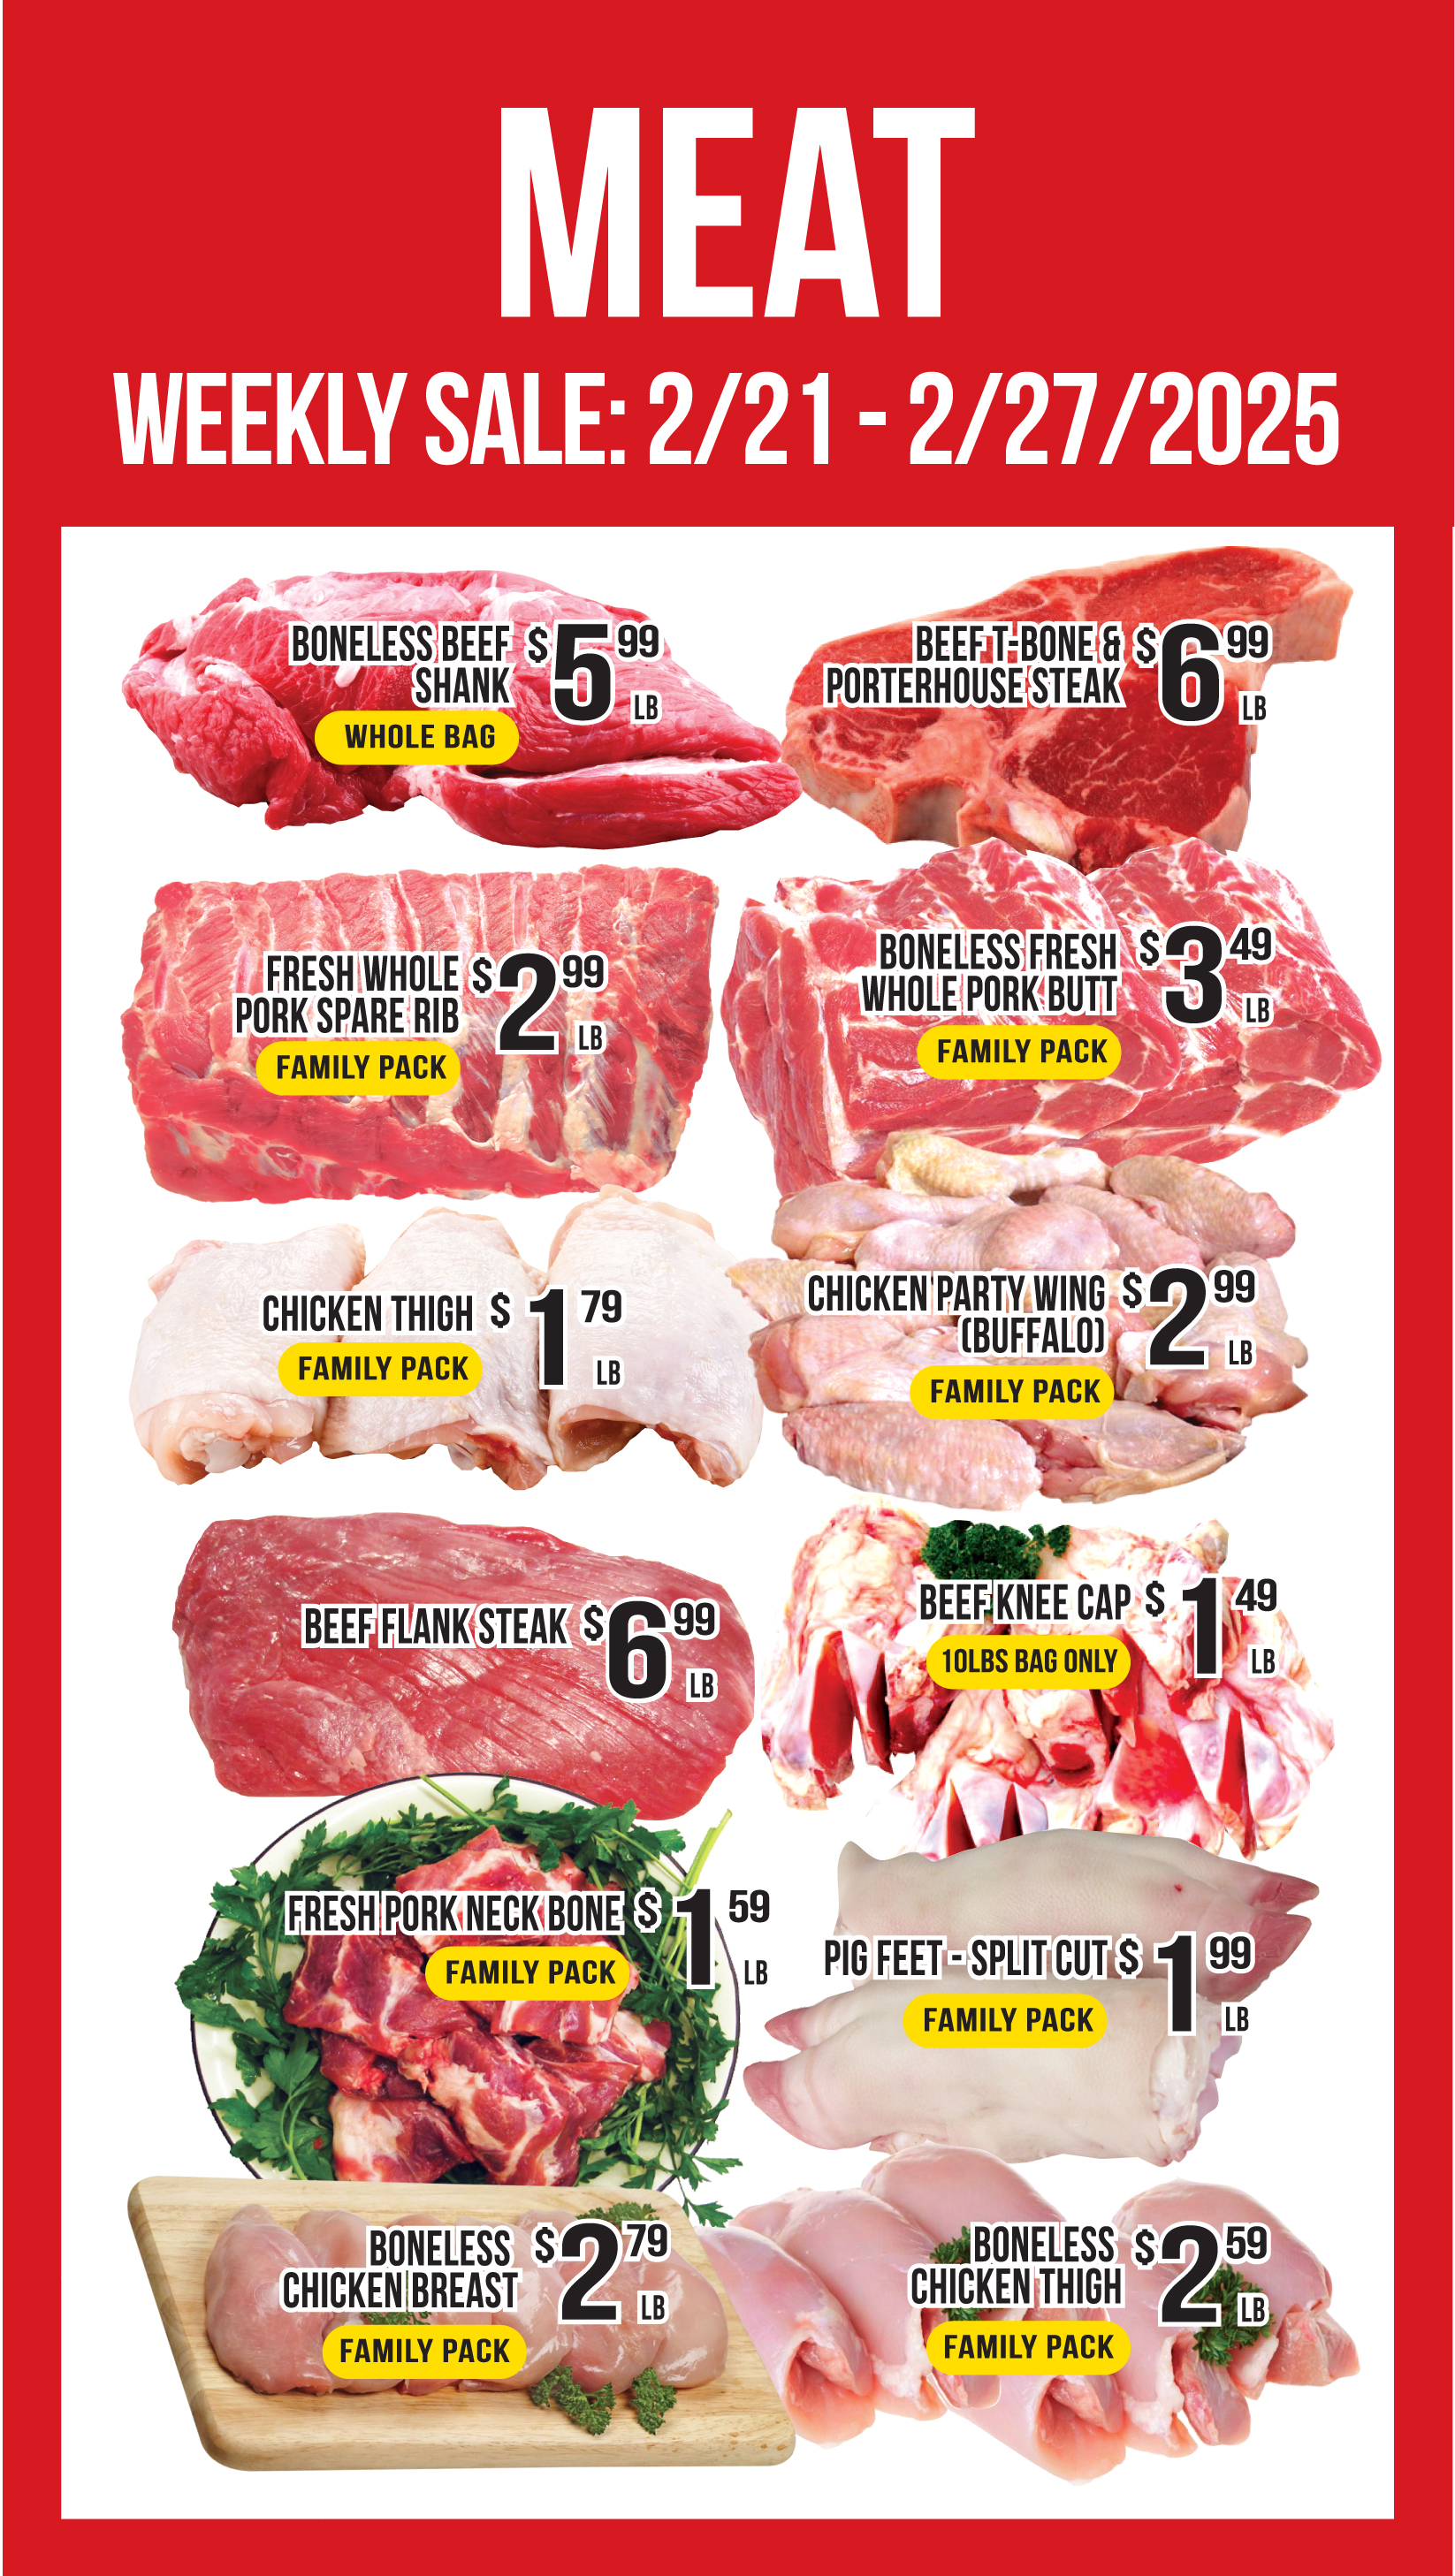 MEAT
WEEKLY SALE: 2/21 - 2/27/2025
BONELESS BEEF
SHANK
$5 99
LB
WHOLE BAG
BEEF T-BONE &
PORTERHOUSE STEAK
$6 99
LB
FRESH WHOLE
PORK SPARE RIB
$2 99
LB
FAMILY PACK
BONELESS FRESH
WHOLE PORK BUTT
$3 49
LB
FAMILY PACK
CHICKEN THIGH
$1 79
LB
FAMILY PACK
CHICKEN PARTY WING
(BUFFALO)
$2 99
LB
FAMILY PACK
BEEF FLANK STEAK
$6 99
LB
BEEF KNEE CAP
$1 49
LB
10LBS BAG ONLY
FRESH PORK NECK BONE
$1 59
LB
FAMILY PACK
PIG FEET - SPLIT CUT
$1 99
LB
FAMILY PACK
BONELESS
CHICKEN BREAST
$2 79
LB
FAMILY PACK
BONELESS
CHICKEN THIGH
$2 59
LB
FAMILY PACK